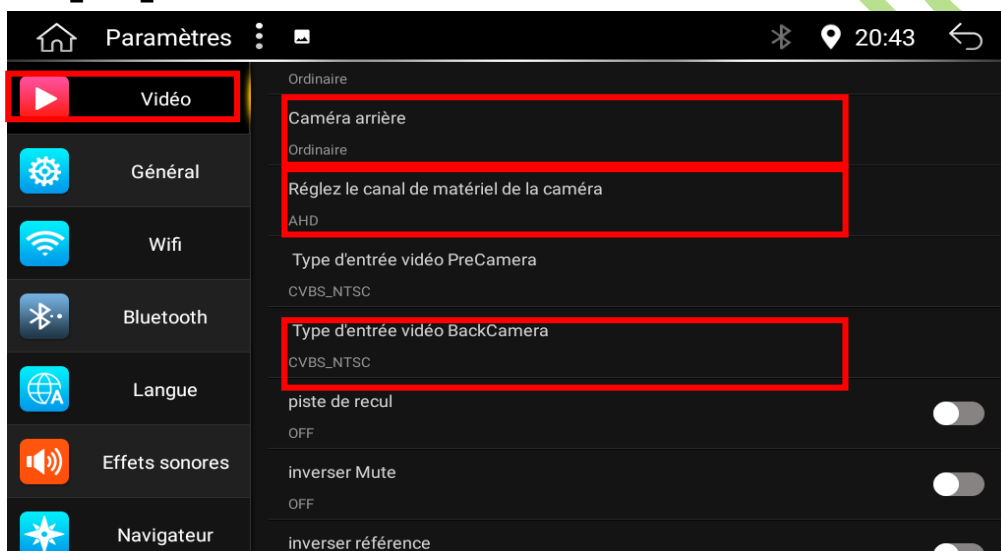 Paramètres
20:43
Vidéo
Général
Wifi
Bluetooth
Langue
Effets sonores
Navigateur
Ordinaire
Caméra arrière
Ordinaire
Réglez le canal de matériel de la caméra
AHD
Type d'entrée vidéo PreCamera
CVBS_NTSC
Type d'entrée vidéo BackCamera
CVBS_NTSC
piste de recul
OFF
inverser Mute
OFF
inverser référence